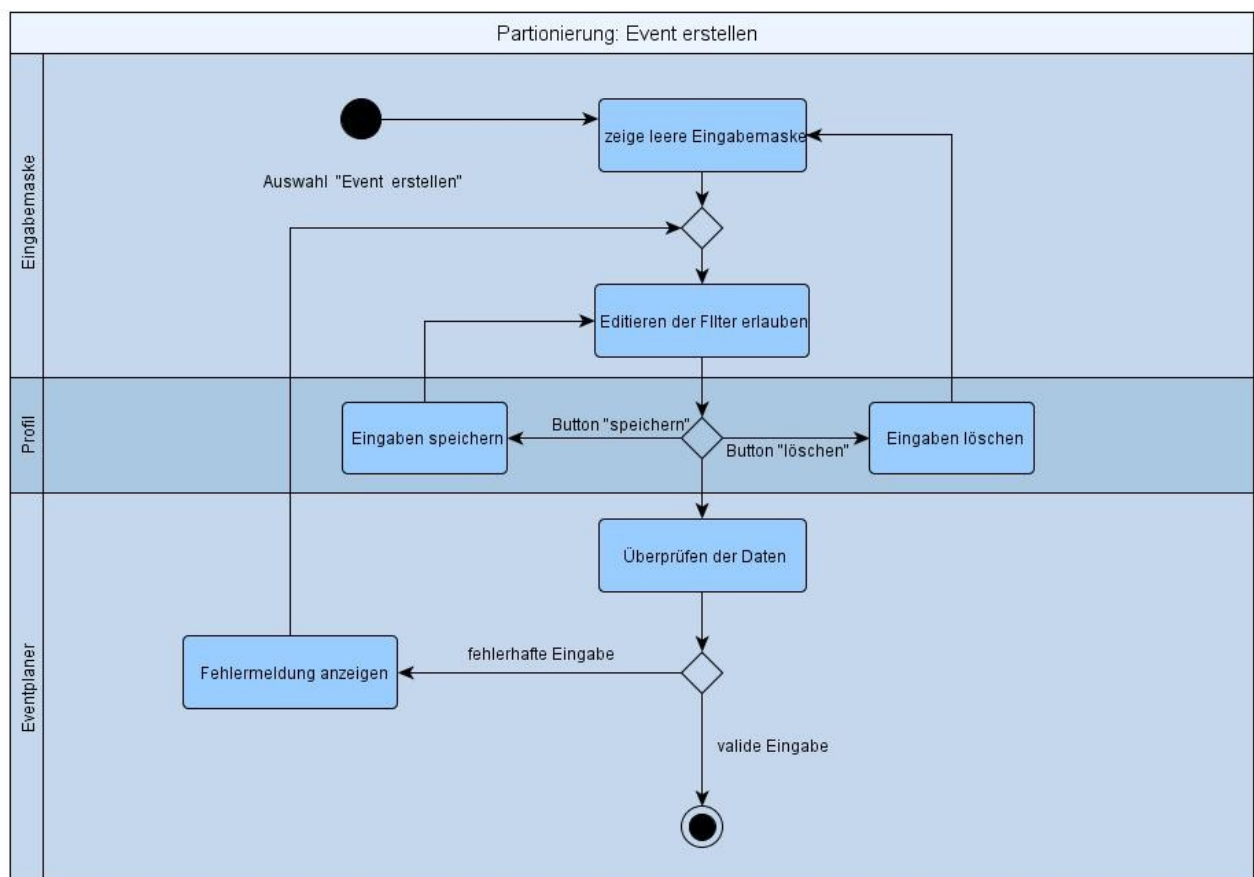 Partionierung: Event erstellen
Eingabemaske
zeige leere Eingabemaske
Auswahl "Event erstellen"
Editieren der FIlter erlauben
Profil
Eingaben speichern
Button "speichern"
Button "löschen"
Eingaben löschen
Eventplaner
Überprüfen der Daten
fehlerhafte Eingabe
Fehlermeldung anzeigen
valide Eingabe